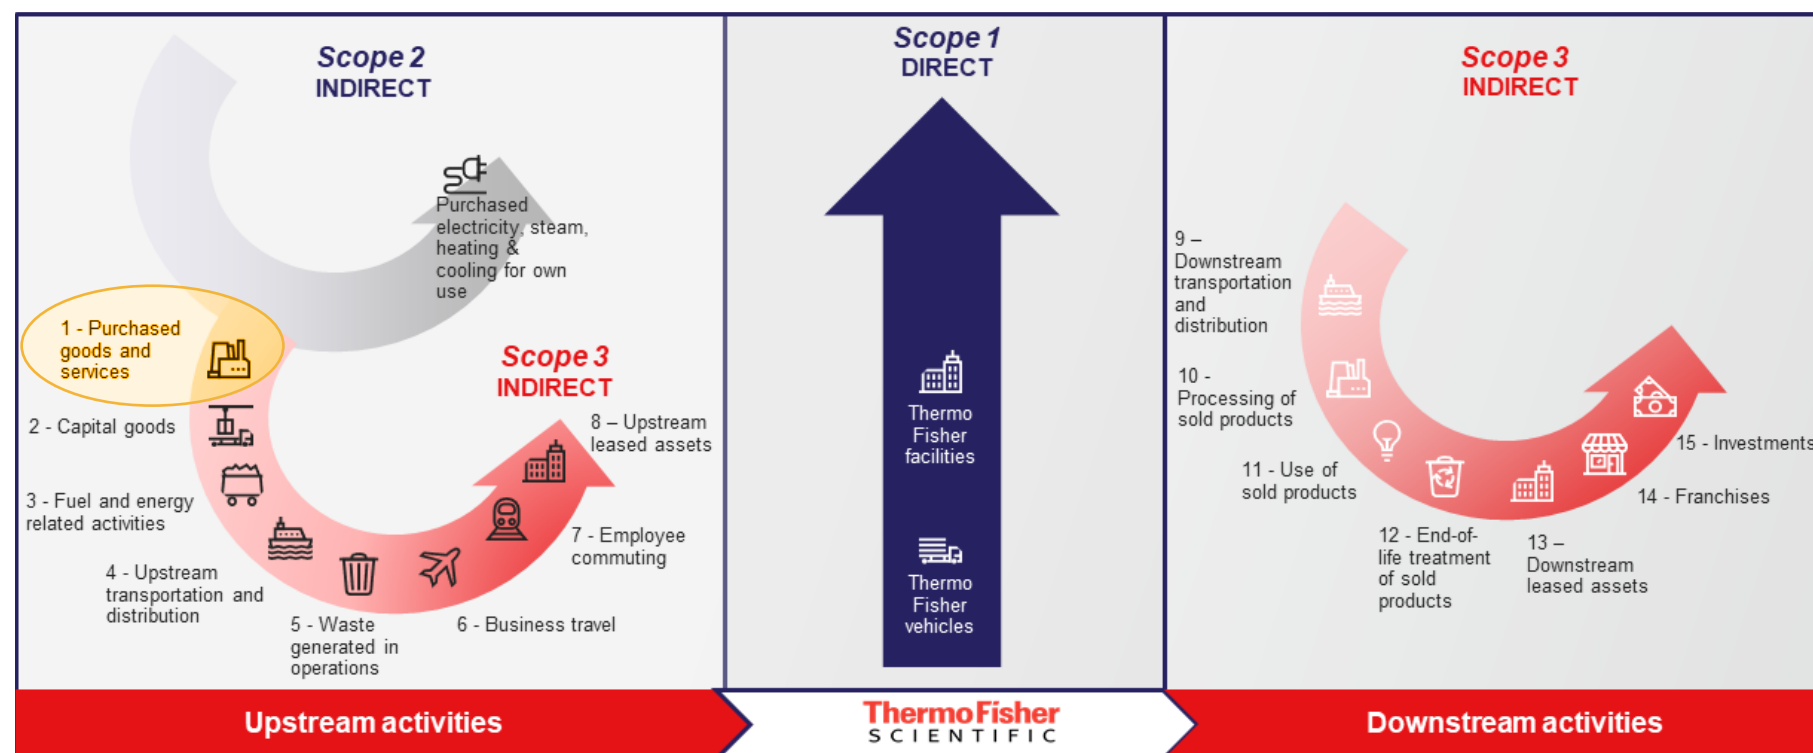 Scope 2
INDIRECT
Purchased
electricity, steam,
heating &
cooling for own
use
1 - Purchased
goods and
services
2 - Capital goods
3 - Fuel and energy
related activities
4 - Upstream
transportation and
distribution
5 - Waste
generated in
operations
6 - Business travel
7 - Employee
commuting
8 – Upstream
leased assets
Scope 3
INDIRECT
Upstream activities
Scope 1
DIRECT
Thermo
Fisher
facilities
Thermo
Fisher
vehicles
ThermoFisher
SCIENTIFIC
Scope 3
INDIRECT
9 –
Downstream
transportation
and
distribution
10 -
Processing of
sold products
11 - Use of
sold products
12 - End-of-
life treatment
of sold
products
13 –
Downstream
leased assets
14 - Franchises
15 - Investments
Downstream activities